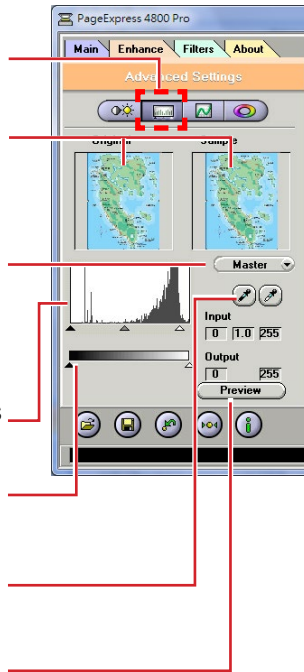 PageExpress 4800 Pro
Main Enhance Filters About
Advanced Settings
Original Sample
Master
Input
0 1.0 255
Output
0 255
Preview
s